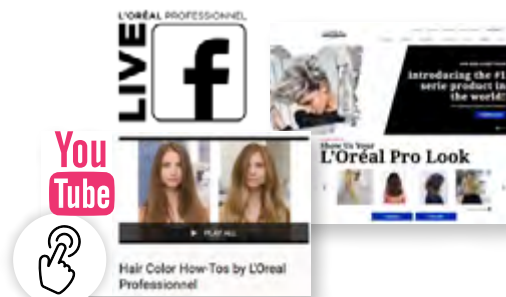 L'ORÉAL PROFESSIONNEL
LIVE
f
introducing the #1
serie product in
the world!
Show Us Your
L'Oréal Pro Look
You
Tube
PLAY ALL
Hair Color How-Tos by L'Oreal
Professionnel